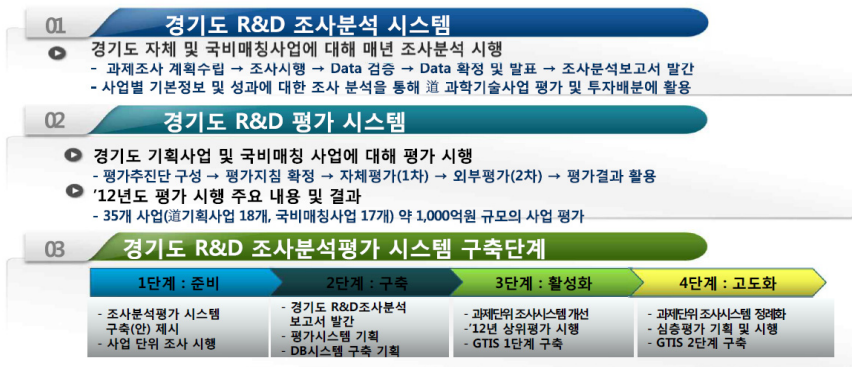 01 경기도 R&D 조사분석 시스템
경기도 자체 및 국비매칭사업에 대해 매년 조사분석 시행
- 과제조사 계획수립 → 조사시행 → Data 검증 → Data 확정 및 발표 → 조사분석보고서 발간
- 사업별 기본정보 및 성과에 대한 조사 분석을 통해 道 과학기술사업 평가 및 투자배분에 활용
02 경기도 R&D 평가 시스템
경기도 기획사업 및 국비매칭 사업에 대해 평가 시행
- 평가추진단 구성 → 평가지침 확정 → 자체평가(1차) → 외부평가(2차) → 평가결과 활용
'12년도 평가 시행 주요 내용 및 결과
- 35개 사업(道기획사업 18개, 국비매칭사업 17개) 약 1,000억원 규모의 사업 평가
03 경기도 R&D 조사분석평가 시스템 구축단계
1단계 : 준비
- 조사분석평가 시스템
구축(안) 제시
- 사업 단위 조사 시행
2단계 : 구축
- 경기도 R&D조사분석
보고서 발간
- 평가시스템 기획
- DB시스템 구축 기획
3단계 : 활성화
- 과제단위 조사시스템 개선
-'12년 상위평가 시행
- GTIS 1단계 구축
4단계 : 고도화
- 과제단위 조사시스템 정례화
- 심층평가 기획 및 시행
- GTIS 2단계 구축